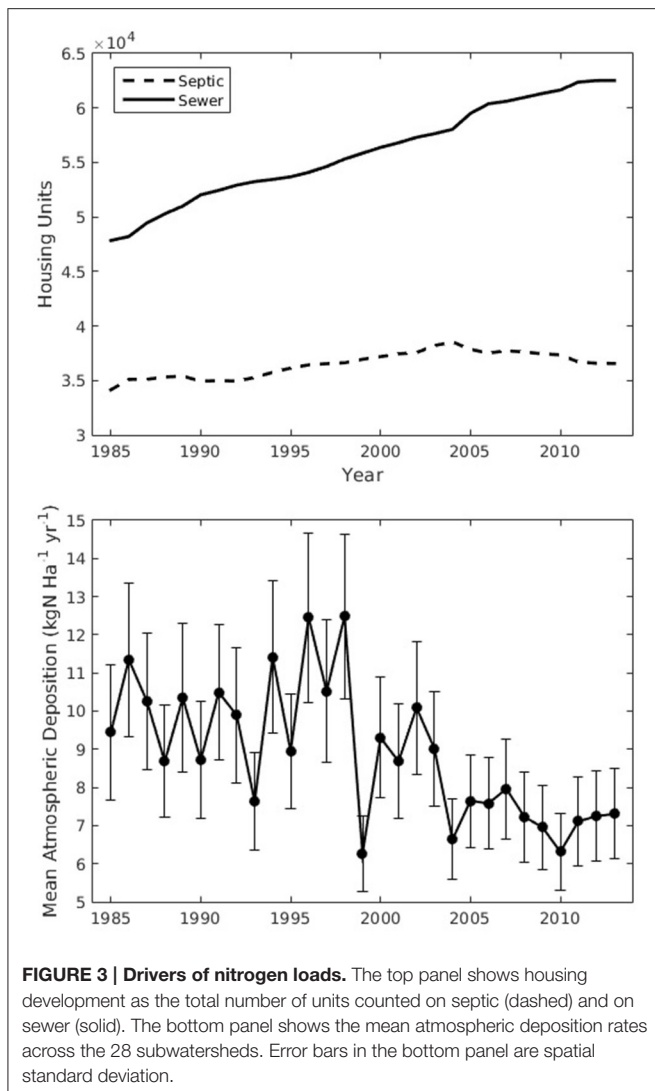 ×10⁴
6.5
Septic
Sewer
6
5.5
5
4.5
4
3.5
3
Housing Units
1985 1990 1995 2000 2005 2010
Year
15
14
13
12
11
10
9
8
7
6
5
Mean Atmospheric Deposition (kgN Ha⁻¹ yr⁻¹)
1985 1990 1995 2000 2005 2010
FIGURE 3 | Drivers of nitrogen loads. The top panel shows housing
development as the total number of units counted on septic (dashed) and on
sewer (solid). The bottom panel shows the mean atmospheric deposition rates
across the 28 subwatersheds. Error bars in the bottom panel are spatial
standard deviation.